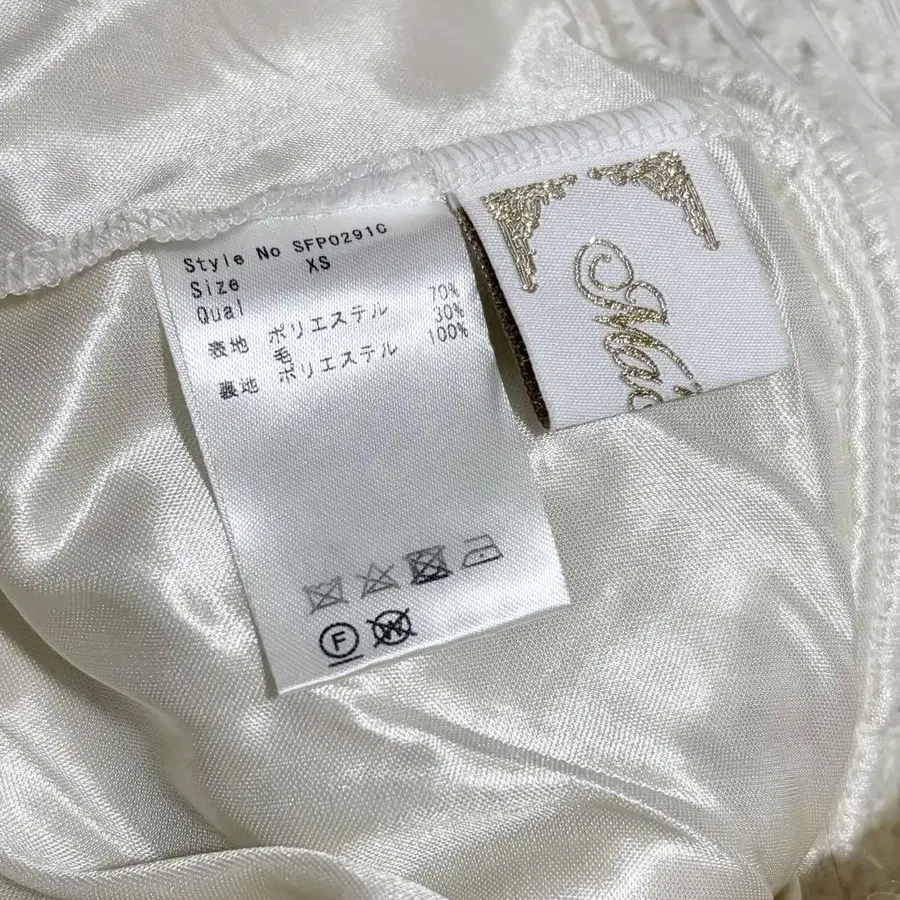 Style No SFP0291C
Size XS
Qual
表地 ポリエステル 70%
毛 30%
裏地 ポリエステル 100%
F
W